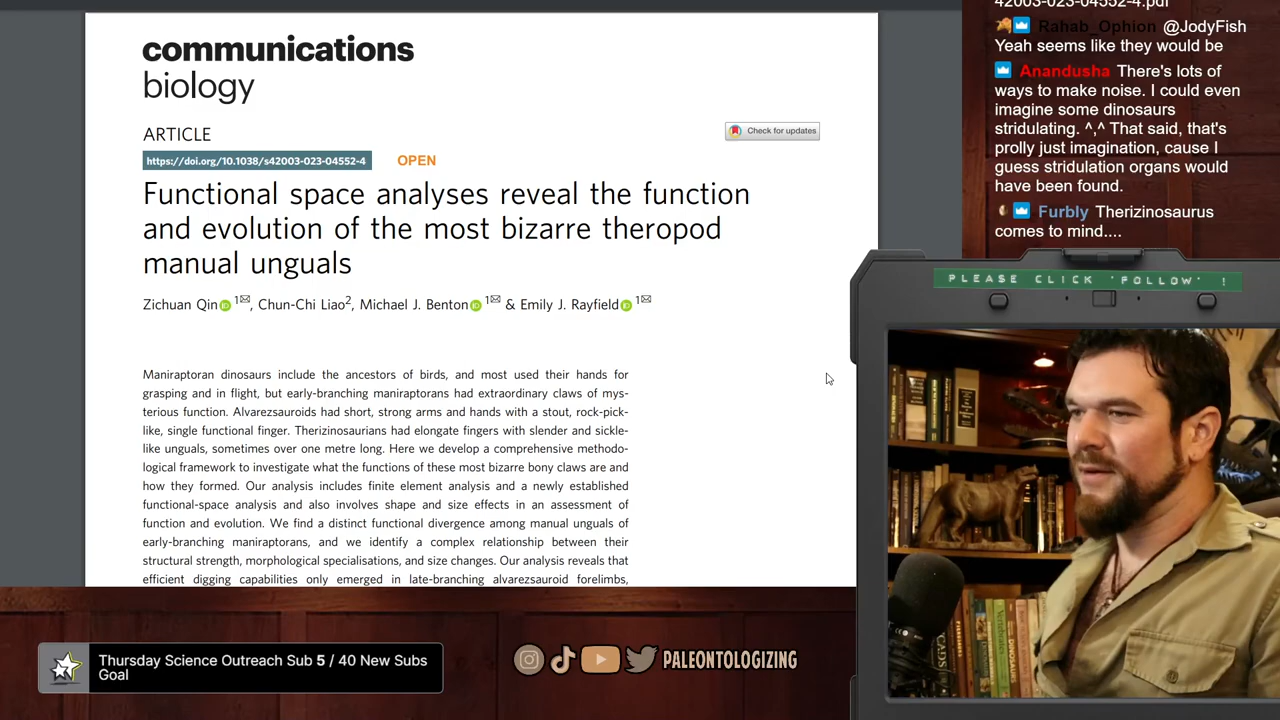 communications
biology
ARTICLE
Check for updates
https://doi.org/10.1038/s42003-023-04552-4 OPEN
Functional space analyses reveal the function
and evolution of the most bizarre theropod
manual unguals
Zichuan Qin 1✉, Chun-Chi Liao2, Michael J. Benton 1✉ & Emily J. Rayfield 1✉
Maniraptoran dinosaurs include the ancestors of birds, and most used their hands for
grasping and in flight, but early-branching maniraptorans had extraordinary claws of mys-
terious function. Alvarezsauroids had short, strong arms and hands with a stout, rock-pick-
like, single functional finger. Therizinosaurians had elongate fingers with slender and sickle-
like unguals, sometimes over one metre long. Here we develop a comprehensive methodo-
logical framework to investigate what the functions of these most bizarre bony claws are and
how they formed. Our analysis includes finite element analysis and a newly established
functional-space analysis and also involves shape and size effects in an assessment of
function and evolution. We find a distinct functional divergence among manual unguals of
early-branching maniraptorans, and we identify a complex relationship between their
structural strength, morphological specialisations, and size changes. Our analysis reveals that
efficient digging capabilities only emerged in late-branching alvarezsauroid forelimbs,
42003-023-04552-4.pdf
Rahab_Ophion @JodyFish
Yeah seems like they would be
Anandusha There's lots of
ways to make noise. I could even
imagine some dinosaurs
stridulating. ^,^ That said, that's
prolly just imagination, cause I
guess stridulation organs would
have been found.
Furbly Therizinosaurus
comes to mind....
PLEASE CLICK 'FOLLOW' !
DINOSAURS
Thursday Science Outreach Sub 5 / 40 New Subs
Goal
PALEONTOLOGIZING